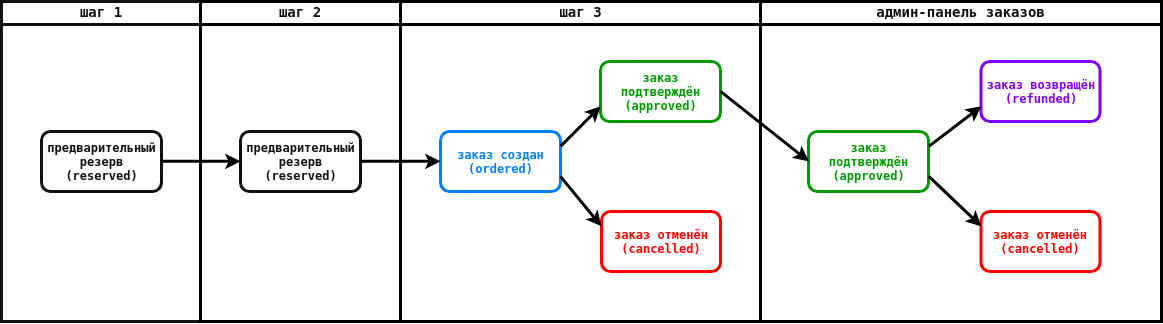 шаг 1
шаг 2
шаг 3
админ-панель заказов
предварительный
резерв
(reserved)
предварительный
резерв
(reserved)
заказ создан
(ordered)
заказ
подтверждён
(approved)
заказ отменён
(cancelled)
заказ
подтверждён
(approved)
заказ возвращён
(refunded)
заказ отменён
(cancelled)